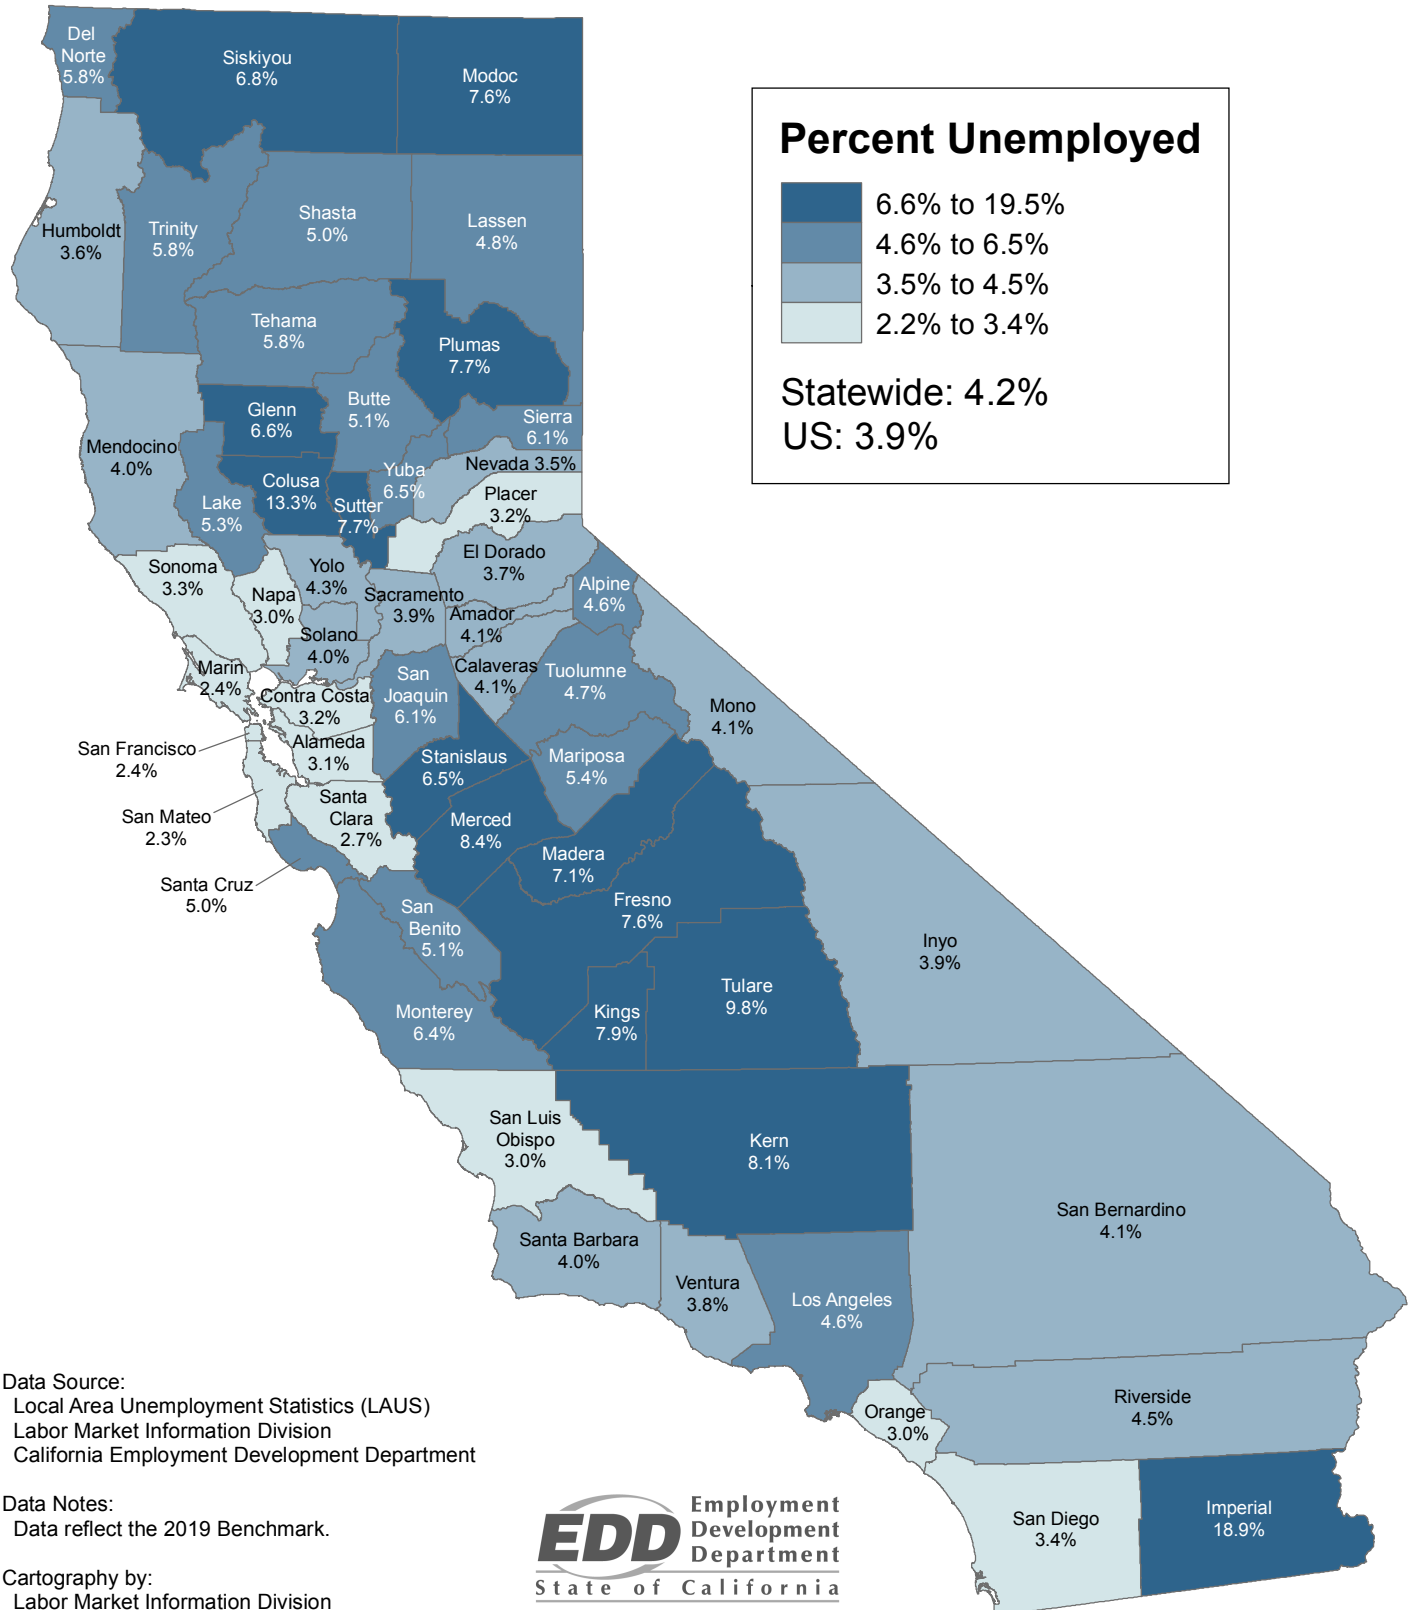 Del
Norte
5.8%
Siskiyou
6.8%
Modoc
7.6%
Percent Unemployed
6.6% to 19.5%
4.6% to 6.5%
3.5% to 4.5%
2.2% to 3.4%
Statewide: 4.2%
US: 3.9%
Humboldt
3.6%
Trinity
5.8%
Shasta
5.0%
Lassen
4.8%
Tehama
5.8%
Plumas
7.7%
Glenn
6.6%
Butte
5.1%
Sierra
6.1%
Mendocino
4.0%
Lake
5.3%
Colusa
13.3%
Sutter
7.7%
Yuba
6.5%
Nevada 3.5%
Placer
3.2%
Sonoma
3.3%
Napa
3.0%
Yolo
4.3%
Sacramento
3.9%
El Dorado
3.7%
Alpine
4.6%
Amador
4.1%
Solano
4.0%
Marin
2.4%
Contra Costa
3.2%
San
Joaquin
6.1%
Calaveras
4.1%
Tuolumne
4.7%
Mono
4.1%
San Francisco
2.4%
Alameda
3.1%
Stanislaus
6.5%
Mariposa
5.4%
San Mateo
2.3%
Santa
Clara
2.7%
Merced
8.4%
Madera
7.1%
Santa Cruz
5.0%
San
Benito
5.1%
Fresno
7.6%
Inyo
3.9%
Monterey
6.4%
Kings
7.9%
Tulare
9.8%
San Luis
Obispo
3.0%
Kern
8.1%
San Bernardino
4.1%
Santa Barbara
4.0%
Ventura
3.8%
Los Angeles
4.6%
Orange
3.0%
Riverside
4.5%
San Diego
3.4%
Imperial
18.9%
Data Source:
Local Area Unemployment Statistics (LAUS)
Labor Market Information Division
California Employment Development Department
Data Notes:
Data reflect the 2019 Benchmark.
Cartography by:
Labor Market Information Division
EDD
Employment
Development
Department
State of California